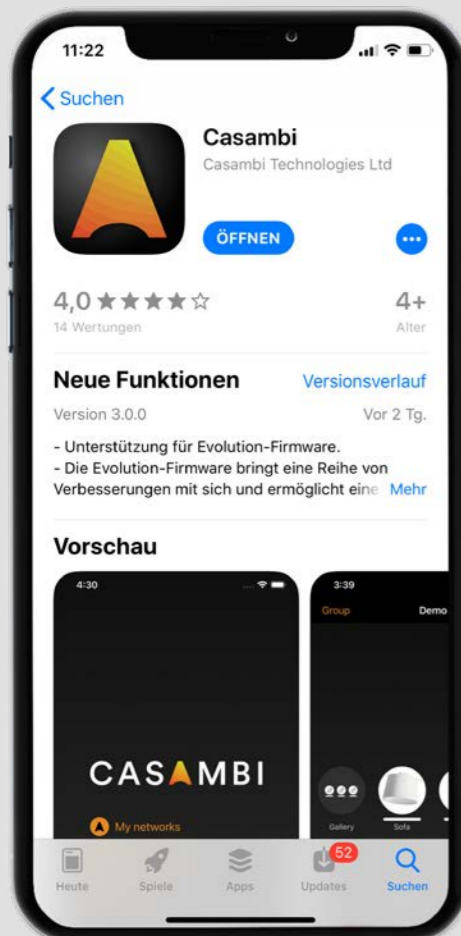 11:22
Suchen
Casambi
Casambi Technologies Ltd
ÖFFNEN
4,0
4+
14 Wertungen
Alter
Neue Funktionen
Versionsverlauf
Version 3.0.0
Vor 2 Tg.
- Unterstützung für Evolution-Firmware.
- Die Evolution-Firmware bringt eine Reihe von
Verbesserungen mit sich und ermöglicht eine Mehr
Vorschau
4:30
3:39
Group
Demo
CASAMBI
My networks
Gallery
Sofa
52
Heute
Spiele
Apps
Updates
Suchen